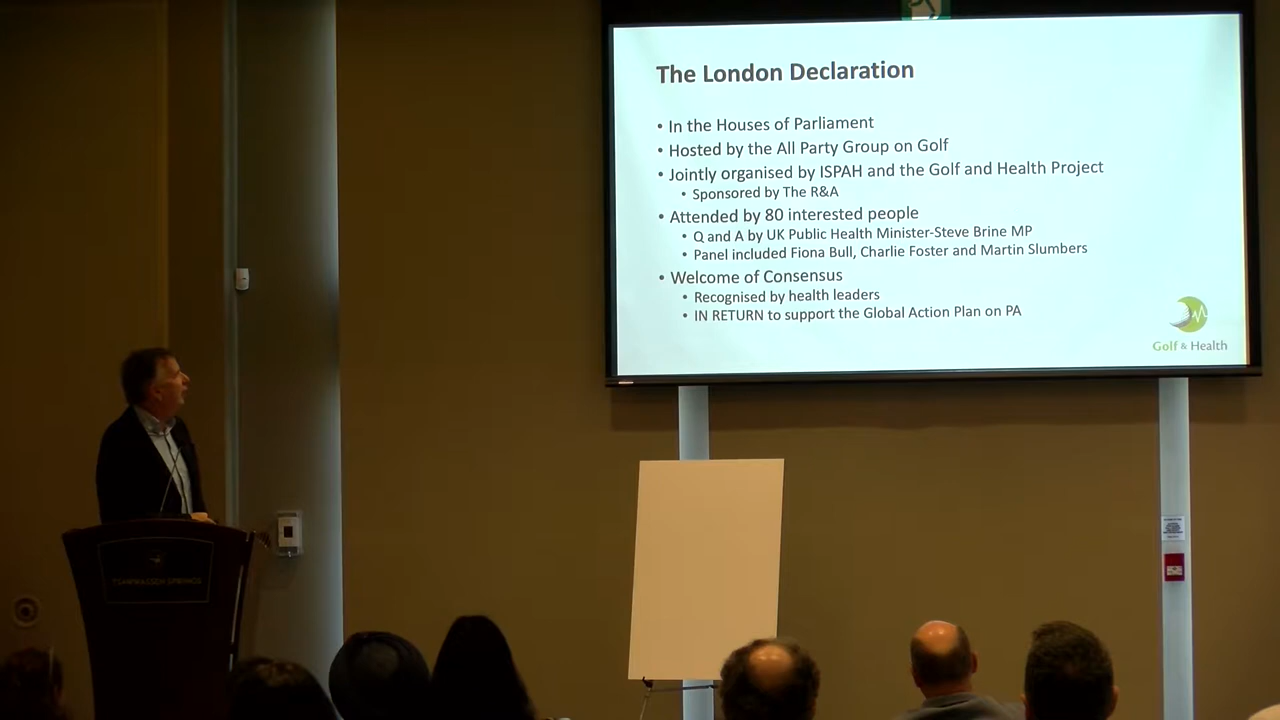 The London Declaration
• In the Houses of Parliament
• Hosted by the All Party Group on Golf
• Jointly organised by ISPAH and the Golf and Health Project
• Sponsored by The R&A
• Attended by 80 interested people
• Q and A by UK Public Health Minister-Steve Brine MP
• Panel included Fiona Bull, Charlie Foster and Martin Slumbers
• Welcome of Consensus
• Recognised by health leaders
• IN RETURN to support the Global Action Plan on PA
Golf & Health
TSAWWASSEN SPRINGS